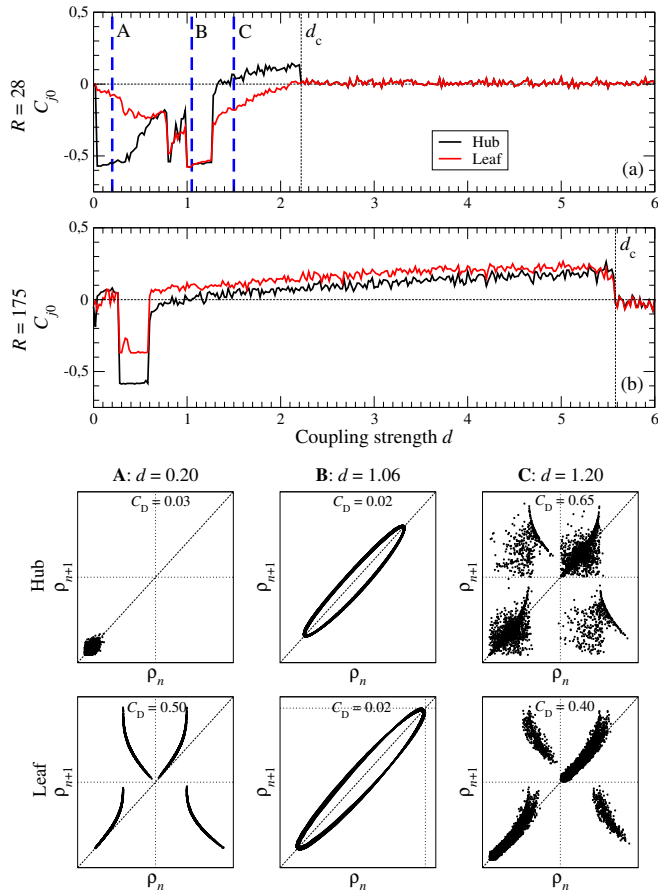 0,5
A
B
C
d_c
R = 28
C_j0
0
-0,5
Hub
Leaf
(a)
0 1 2 3 4 5 6
0,5
d_c
R = 175
C_j0
0
-0,5
(b)
0 1 2 3 4 5 6
Coupling strength d
A: d = 0.20
B: d = 1.06
C: d = 1.20
C_D = 0.03
C_D = 0.02
C_D = 0.65
Hub
ρ_n+1
ρ_n+1
ρ_n+1
ρ_n
ρ_n
ρ_n
C_D = 0.50
C_D = 0.02
C_D = 0.40
Leaf
ρ_n+1
ρ_n+1
ρ_n+1
ρ_n
ρ_n
ρ_n